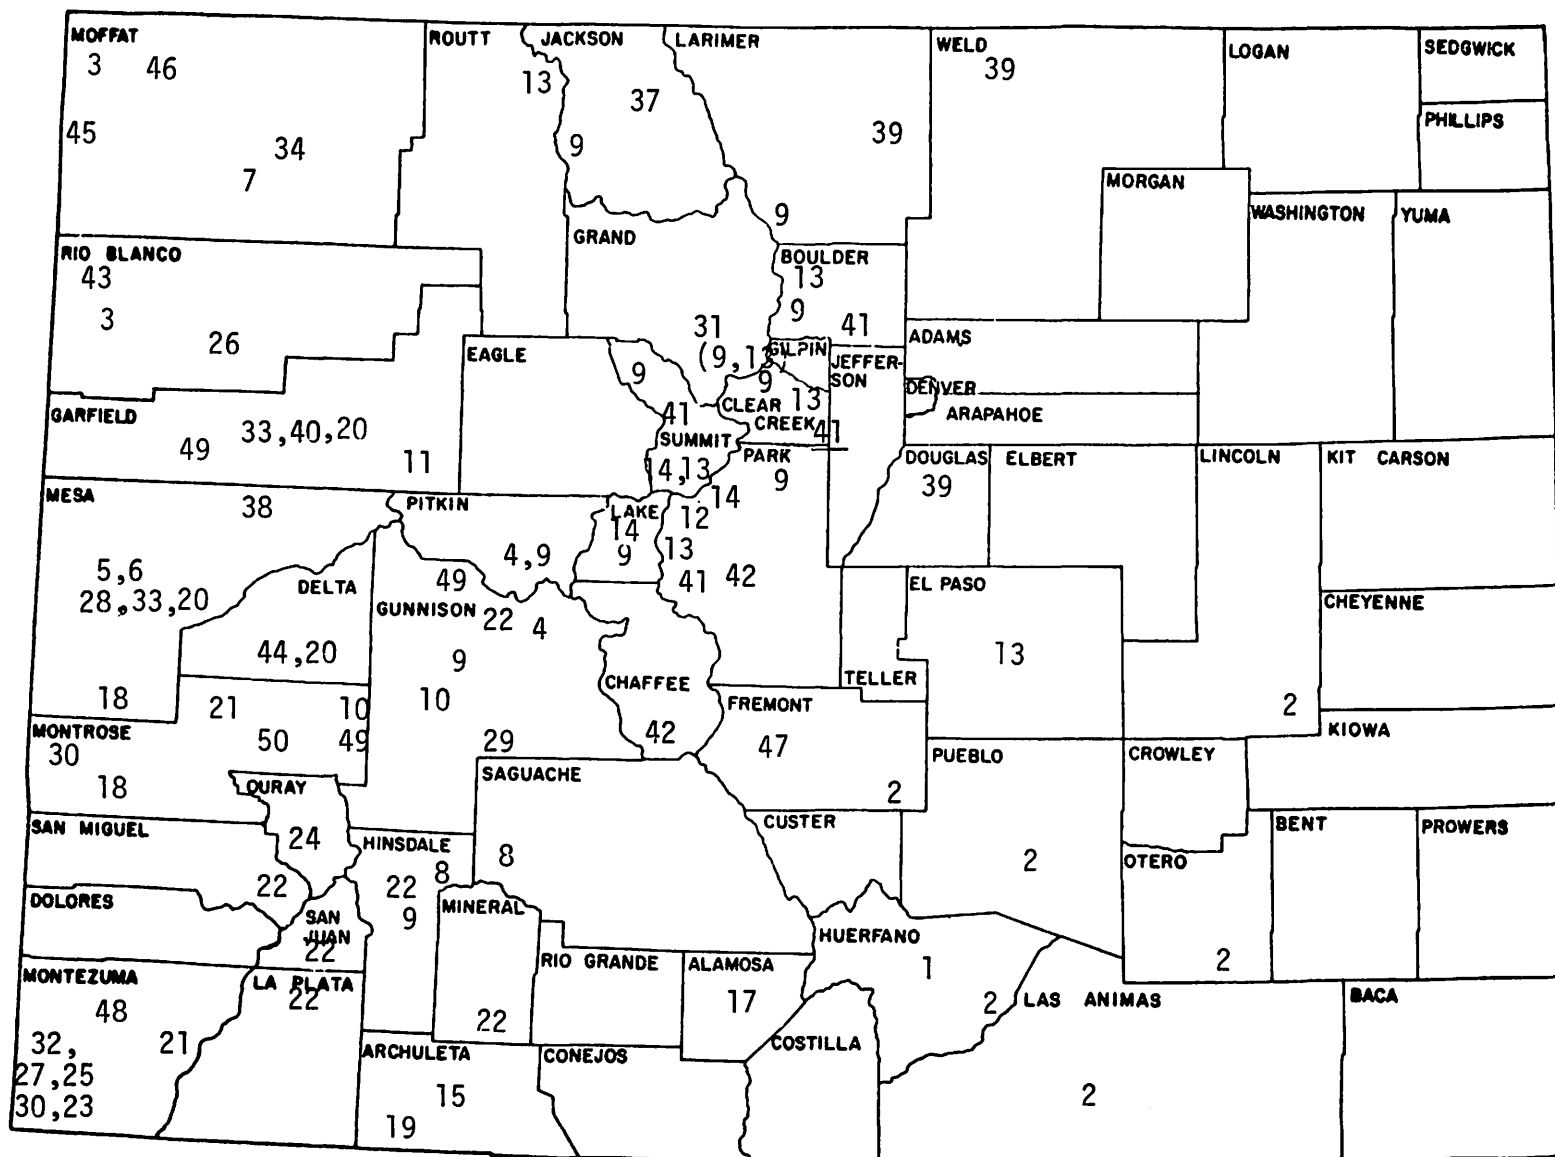 MOFFAT
3 46
45
34
7
ROUTT
13
JACKSON
37
9
LARIMER
39
9
WELD
39
LOGAN
SEDGWICK
PHILLIPS
MORGAN
WASHINGTON
YUMA
RIO BLANCO
43
3
26
GRAND
31
(9,13)
BOULDER
13
9
41
GILPIN
9
JEFFER-
SON
ADAMS
DENVER
ARAPAHOE
EAGLE
9
CLEAR
CREEK
13
41
GARFIELD
49
33,40,20
11
41
SUMMIT
14,13
PARK
9
14
12
13
41
42
DOUGLAS
39
ELBERT
LINCOLN
2
KIT CARSON
MESA
38
5,6
28,33,20
18
PITKIN
4,9
LAKE
14
9
DELTA
44,20
GUNNISON
49
22
4
9
10
29
CHAFFEE
42
TELLER
EL PASO
13
CHEYENNE
KIOWA
MONTROSE
30
18
21
50
10
49
FREMONT
47
2
PUEBLO
2
CROWLEY
OURAY
24
SAGUACHE
8
CUSTER
SAN MIGUEL
22
HINSDALE
8
22
9
OTERO
2
BENT
PROWERS
DOLORES
SAN
JUAN
22
MINERAL
22
RIO GRANDE
ALAMOSA
17
HUERFANO
1
2
LAS ANIMAS
2
BACA
MONTEZUMA
48
32,
27,25
30,23
21
LA PLATA
22
ARCHULETA
15
19
CONEJOS
COSTILLA